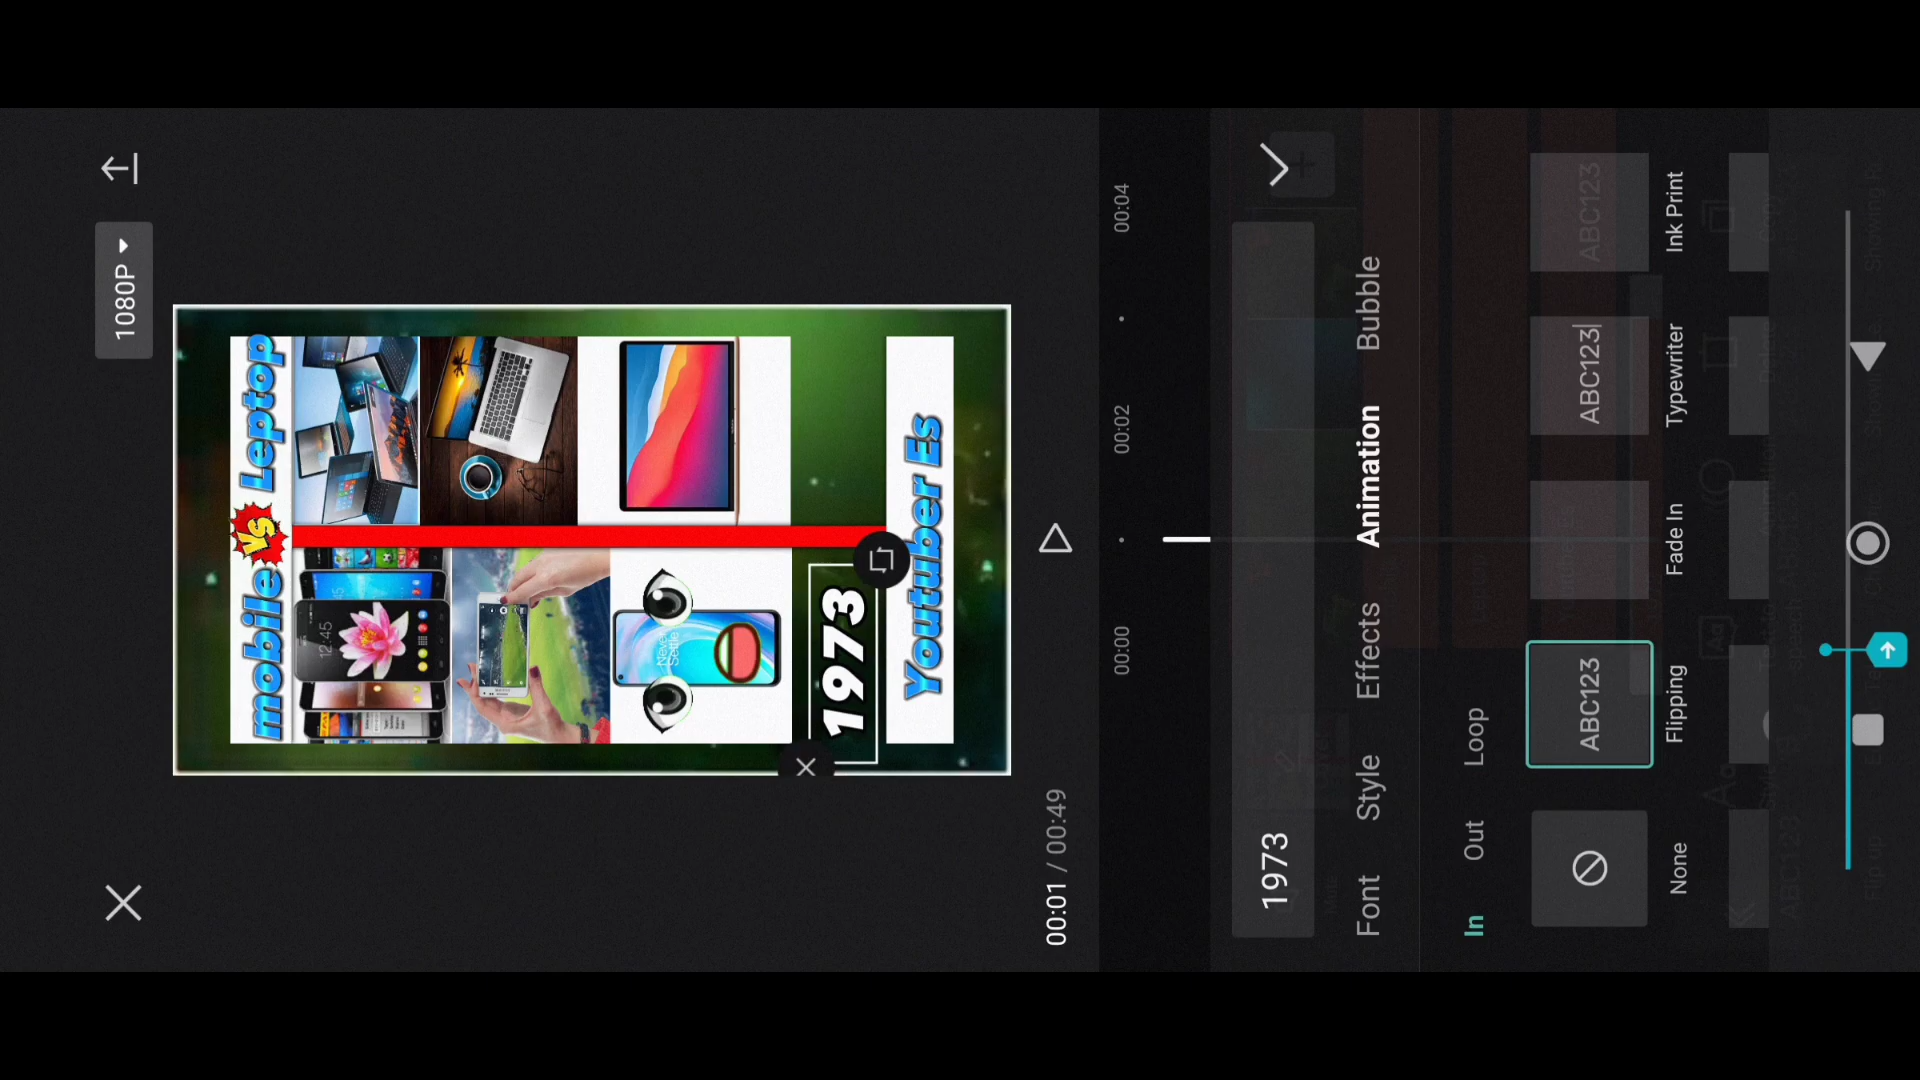 1080P
mobile Vs Leptop
12:45
Never
Settle
1973
Youtuber Es
00:01 / 00:49
00:00
00:02
00:04
1973
Font
Style
Effects
Animation
Bubble
In
Out
Loop
ABC123
ABC123
ABC123
None
Flipping
Fade In
Typewriter
Ink Print